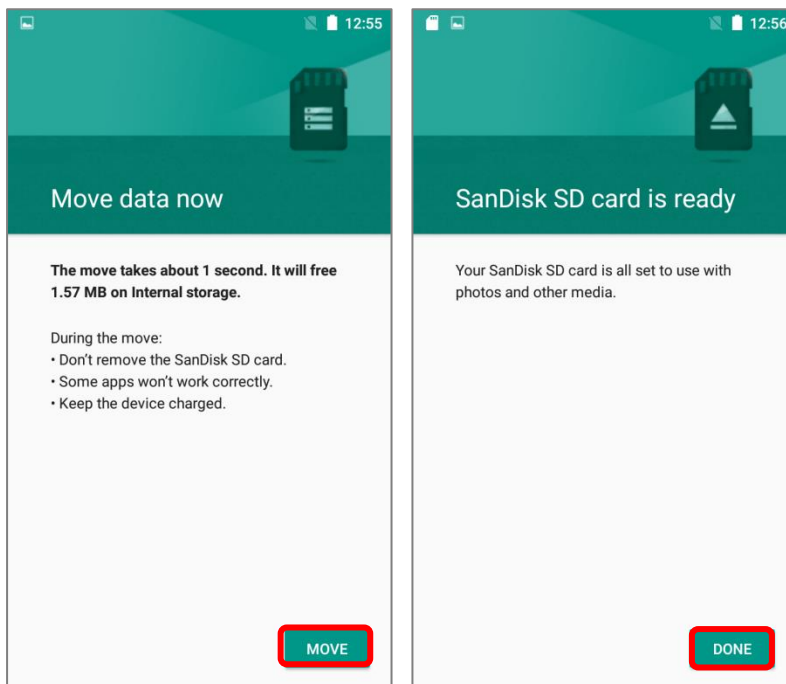 12:55
Move data now
The move takes about 1 second. It will free
1.57 MB on Internal storage.
During the move:
• Don't remove the SanDisk SD card.
• Some apps won't work correctly.
• Keep the device charged.
MOVE
12:56
SanDisk SD card is ready
Your SanDisk SD card is all set to use with
photos and other media.
DONE